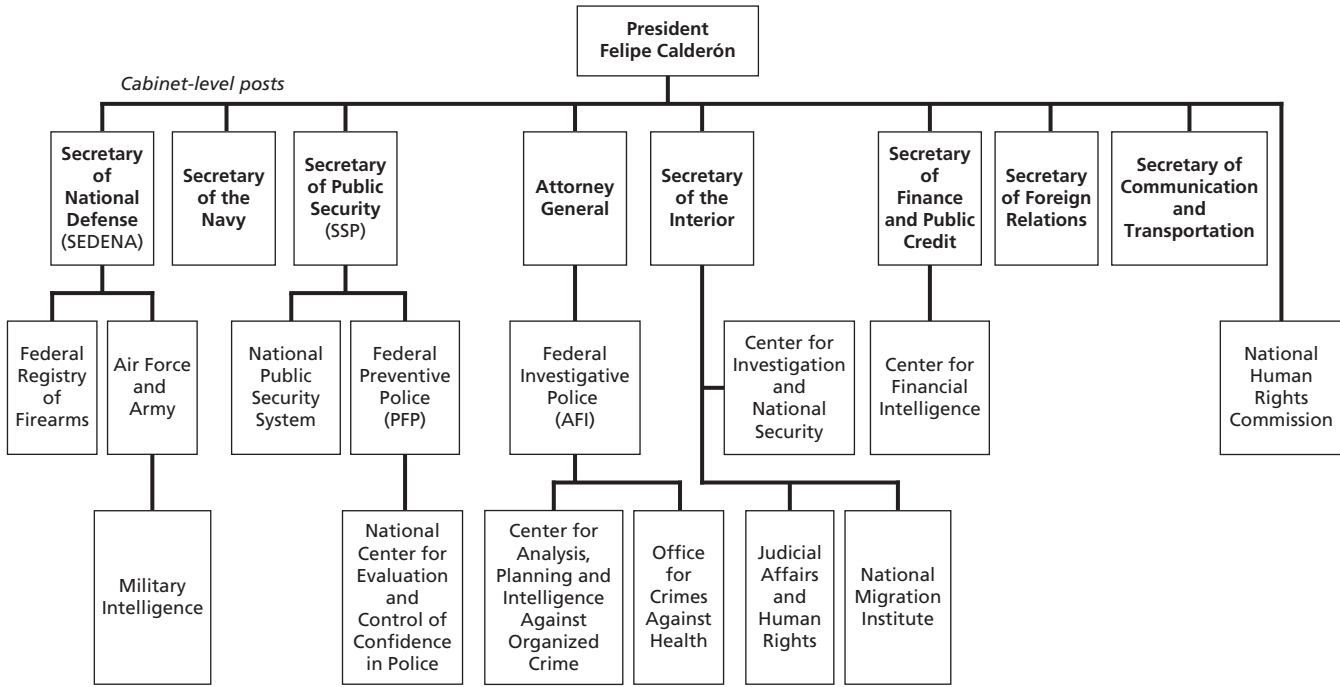 President
Felipe Calderón
Cabinet-level posts
Secretary
of
National
Defense
(SEDENA)
Secretary
of the
Navy
Secretary
of Public
Security
(SSP)
Attorney
General
Secretary
of the
Interior
Secretary
of
Finance
and Public
Credit
Secretary
of Foreign
Relations
Secretary of
Communication
and
Transportation
Federal
Registry
of
Firearms
Air Force
and
Army
National
Public
Security
System
Federal
Preventive
Police
(PFP)
Federal
Investigative
Police
(AFI)
Center for
Investigation
and
National
Security
Center for
Financial
Intelligence
National
Human
Rights
Commission
Military
Intelligence
National
Center for
Evaluation
and
Control of
Confidence
in Police
Center for
Analysis,
Planning and
Intelligence
Against
Organized
Crime
Office
for
Crimes
Against
Health
Judicial
Affairs
and
Human
Rights
National
Migration
Institute